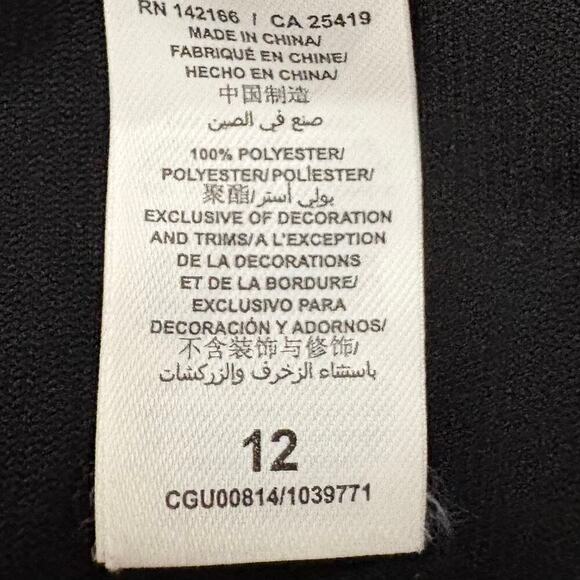 RN 142166 / CA 25419
MADE IN CHINA/
FABRIQUÉ EN CHINE/
HECHO EN CHINA/
中国制造
صنع في الصين
100% POLYESTER/
POLYESTER/POLIESTER/
聚酯/بولي أستر/
EXCLUSIVE OF DECORATION
AND TRIMS/A L'EXCEPTION
DE LA DECORATIONS
ET DE LA BORDURE/
EXCLUSIVO PARA
DECORACIÓN Y ADORNOS/
不含装饰与修饰/
باستثناء الزخرف والزركشات
12
CGU00814/1039771